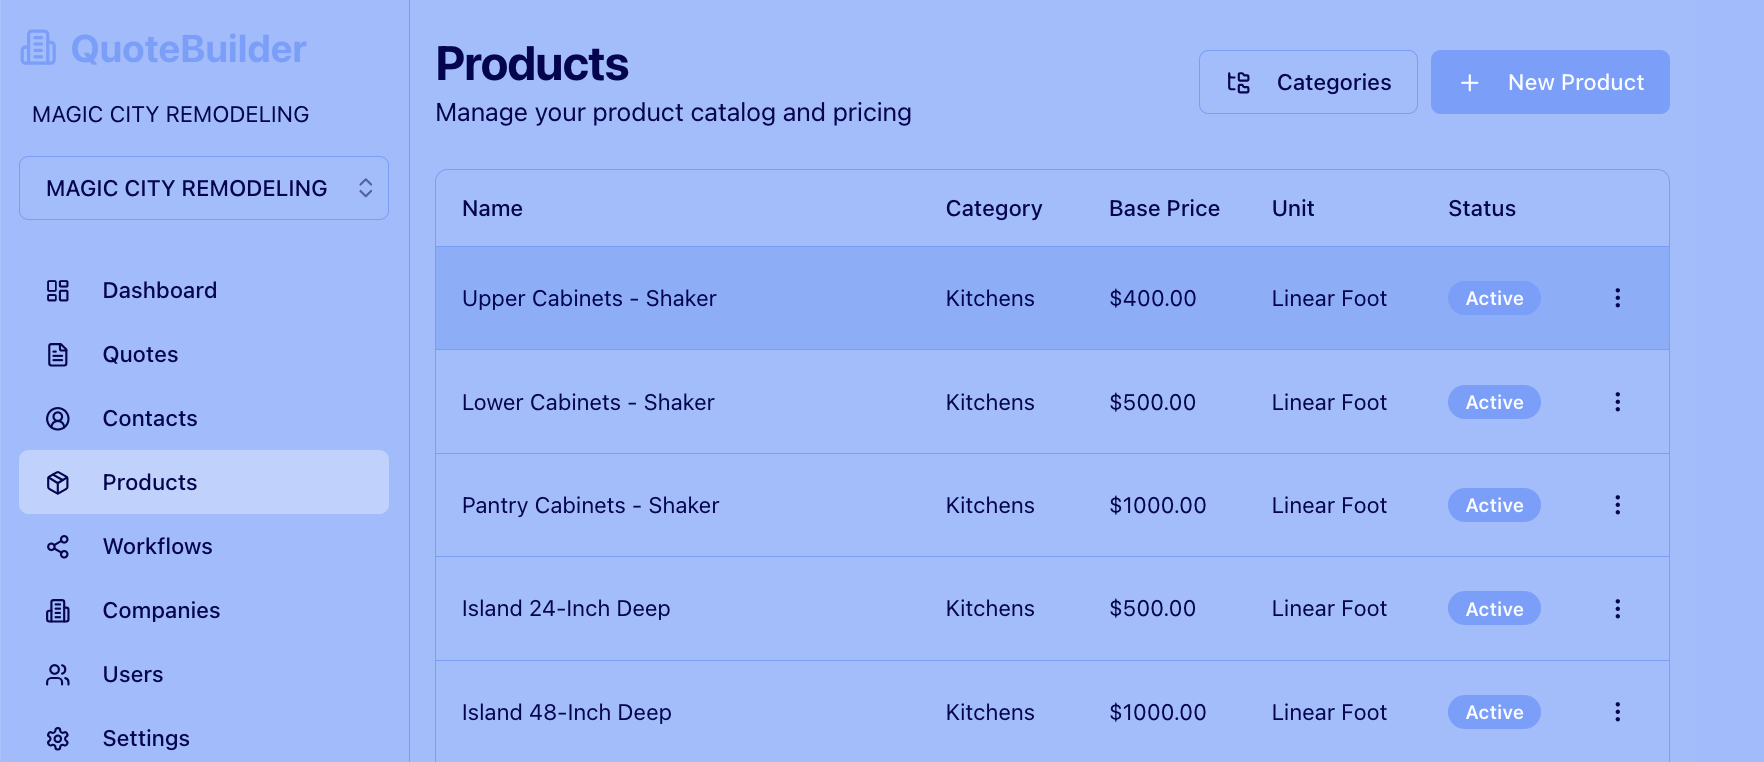 QuoteBuilder
MAGIC CITY REMODELING
MAGIC CITY REMODELING
Dashboard
Quotes
Contacts
Products
Workflows
Companies
Users
Settings
Products
Manage your product catalog and pricing
Categories
New Product
Name Category Base Price Unit Status
Upper Cabinets - Shaker Kitchens $400.00 Linear Foot Active
Lower Cabinets - Shaker Kitchens $500.00 Linear Foot Active
Pantry Cabinets - Shaker Kitchens $1000.00 Linear Foot Active
Island 24-Inch Deep Kitchens $500.00 Linear Foot Active
Island 48-Inch Deep Kitchens $1000.00 Linear Foot Active